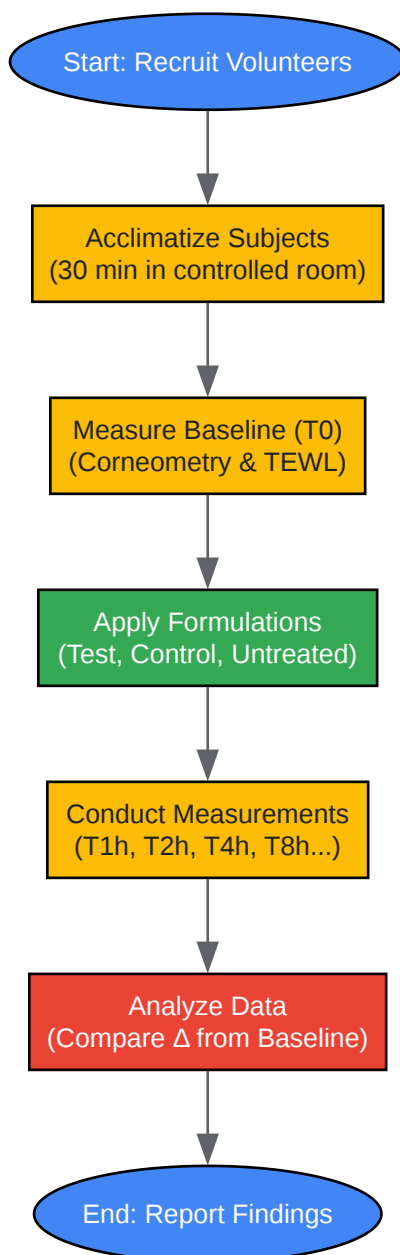 Start: Recruit Volunteers
Acclimatize Subjects
(30 min in controlled room)
Measure Baseline (T0)
(Corneometry & TEWL)
Apply Formulations
(Test, Control, Untreated)
Conduct Measurements
(T1h, T2h, T4h, T8h...)
Analyze Data
(Compare Δ from Baseline)
End: Report Findings